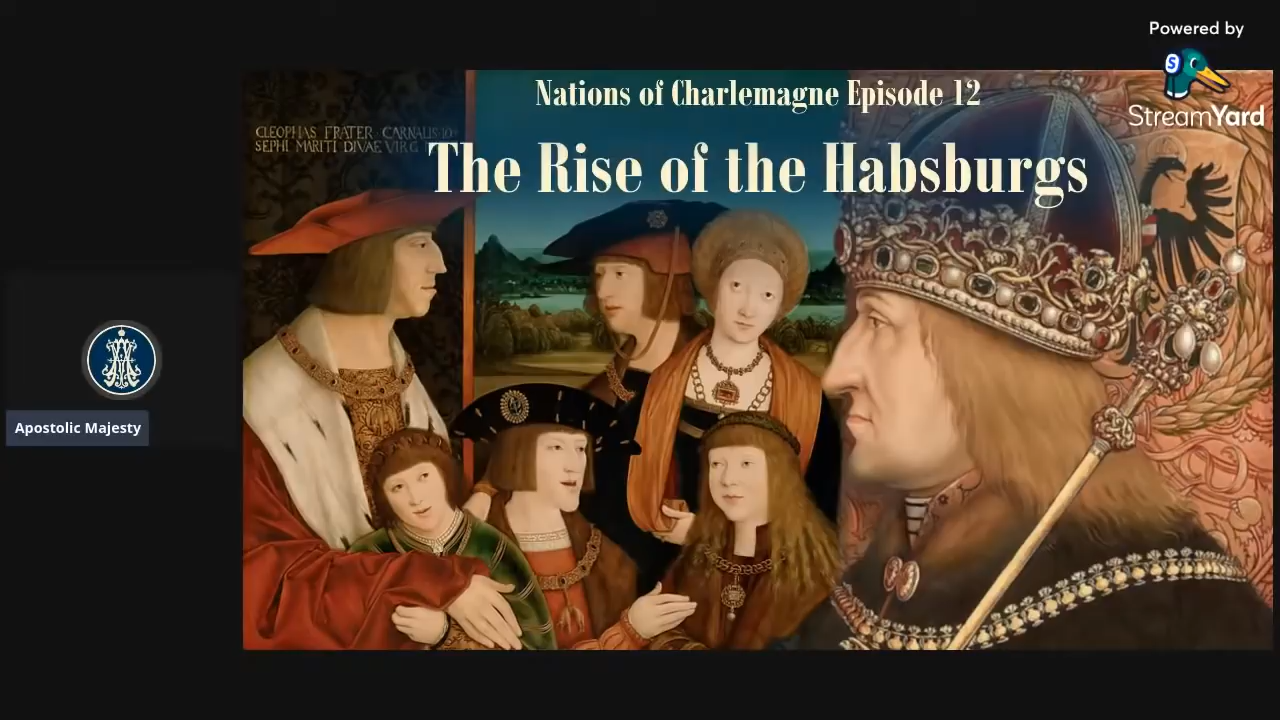 Powered by
StreamYard
Nations of Charlemagne Episode 12
The Rise of the Habsburgs
CLEOPHAS FRATER CARNALIS IO
SEPHI MARITI DIVAE VIRG
Apostolic Majesty